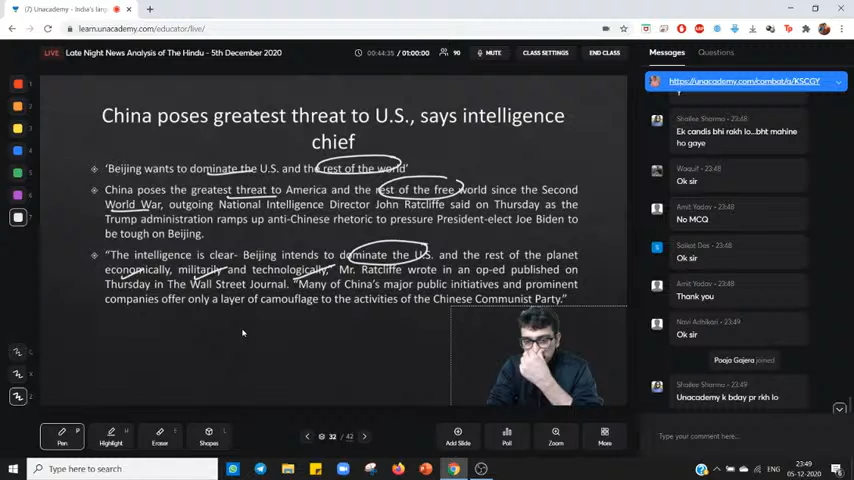 Unacademy - India's larg
learn.unacademy.com/educator/live/
LIVE Late Night News Analysis of The Hindu - 5th December 2020
00:44:35 / 01:00:00
90
MUTE
CLASS SETTINGS
END CLASS
Messages
Questions
https://unacademy.com/combat/a/KSCGY
Y
1
2
3
4
5
6
7
China poses greatest threat to U.S., says intelligence
chief
'Beijing wants to dominate the U.S. and the rest of the world'
China poses the greatest threat to America and the rest of the free world since the Second
World War, outgoing National Intelligence Director John Ratcliffe said on Thursday as the
Trump administration ramps up anti-Chinese rhetoric to pressure President-elect Joe Biden to
be tough on Beijing.
"The intelligence is clear- Beijing intends to dominate the U.S. and the rest of the planet
economically, militarily and technologically," Mr. Ratcliffe wrote in an op-ed published on
Thursday in The Wall Street Journal. "Many of China's major public initiatives and prominent
companies offer only a layer of camouflage to the activities of the Chinese Communist Party."
Shailee Sharma • 23:48
Ek candis bhi rakh lo...bht mahine
ho gaye
Waquif • 23:48
Ok sir
Amit Yadav • 23:48
No MCQ
S
Saikat Das • 23:48
Ok sir
Amit Yadav • 23:48
Thank you
Navi Adhikari • 23:49
Ok sir
Pooja Gajera joined
Shailee Sharma • 23:49
Unacademy k bday pr rkh lo
Type your comment here...
X
Z
Pen
P
Highlight
Eraser
Shapes
32 / 42
Add Slide
Poll
Zoom
More
Type here to search
ENG
23:49
05-12-2020